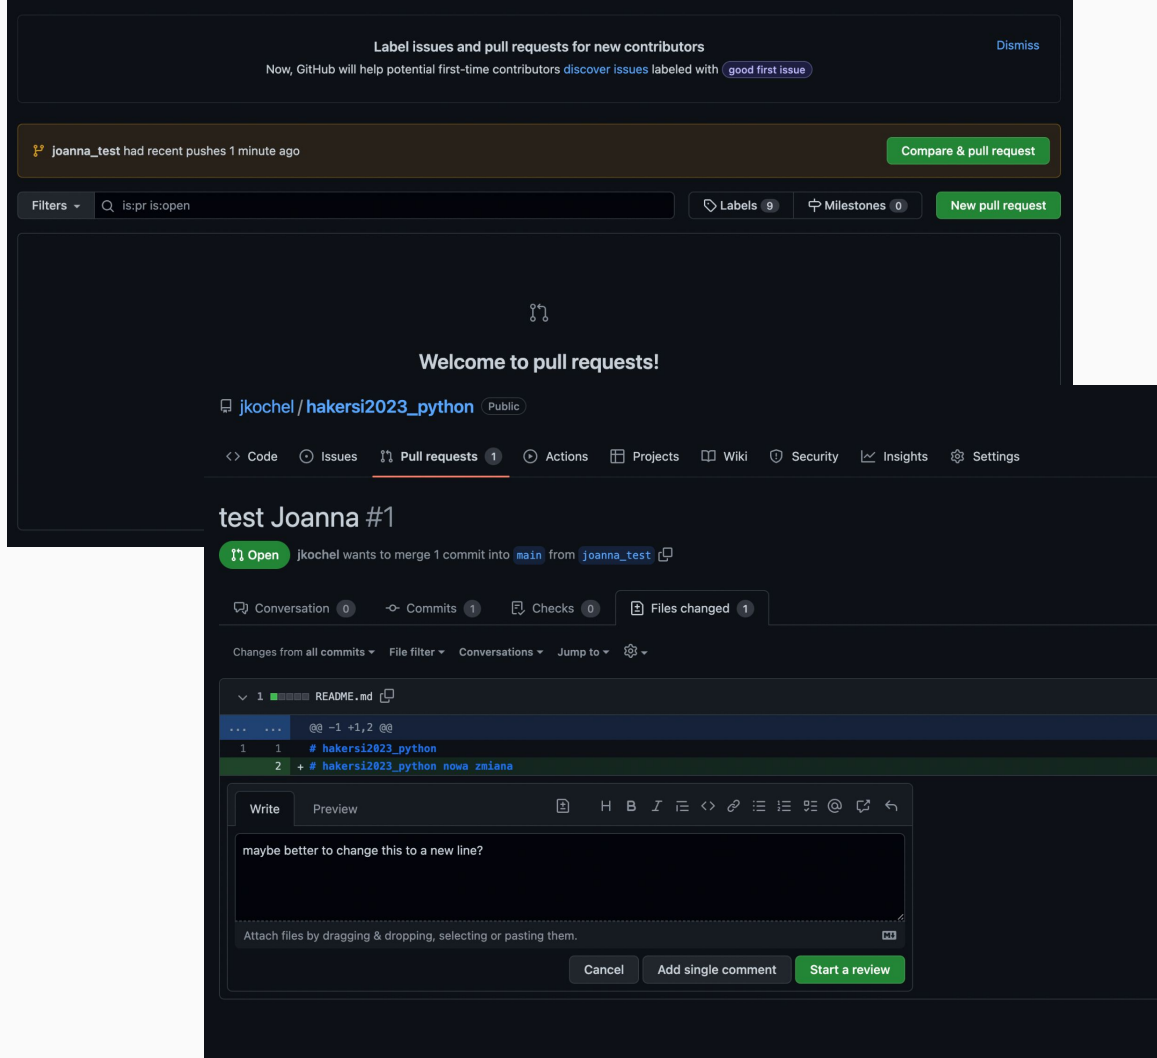 Label issues and pull requests for new contributors
Dismiss
Now, GitHub will help potential first-time contributors discover issues labeled with good first issue
joanna_test had recent pushes 1 minute ago
Compare & pull request
Filters
is:pr is:open
Labels 9
Milestones 0
New pull request
Welcome to pull requests!
jkochel / hakersi2023_python Public
Code Issues Pull requests 1 Actions Projects Wiki Security Insights Settings
test Joanna #1
Open jkochel wants to merge 1 commit into main from joanna_test
Conversation 0 Commits 1 Checks 0 Files changed 1
Changes from all commits File filter Conversations Jump to
1 README.md
... ... @@ -1 +1,2 @@
1 1 # hakersi2023_python
2 + # hakersi2023_python nowa zmiana
Write Preview H B I
maybe better to change this to a new line?
Attach files by dragging & dropping, selecting or pasting them.
Cancel Add single comment Start a review